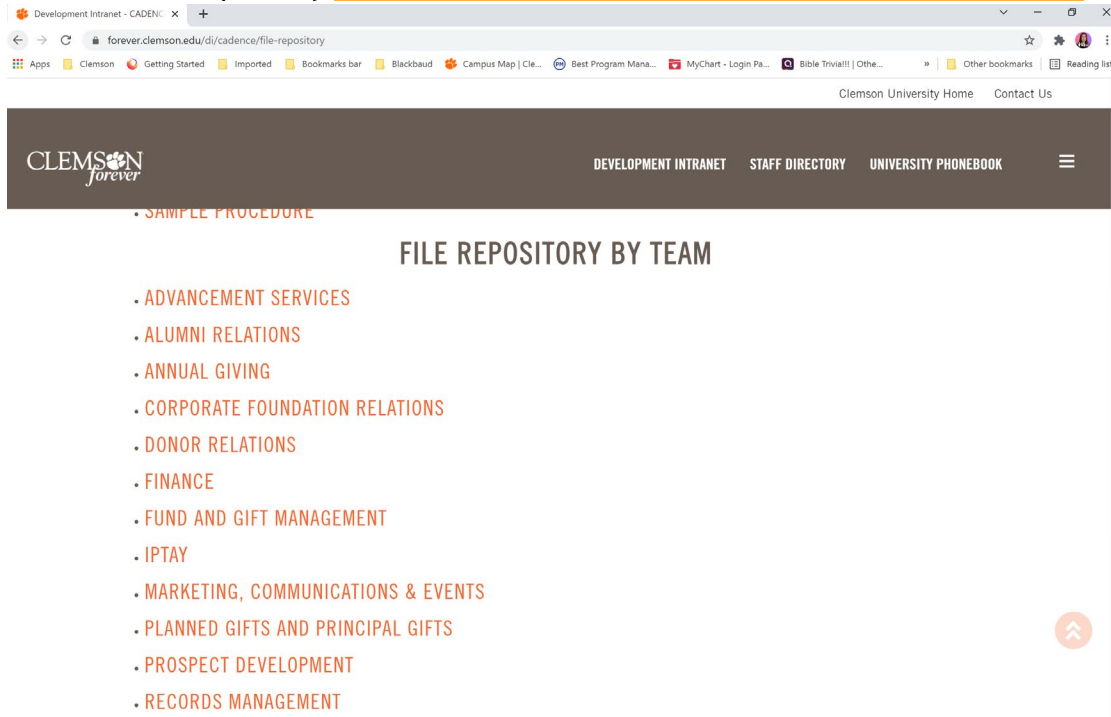 Development Intranet - CADENC
forever.clemson.edu/di/cadence/file-repository
Apps Clemson Getting Started Imported Bookmarks bar Blackbaud Campus Map | Cle... Best Program Mana... MyChart - Login Pa... Bible Trivia!!! | Othe... » Other bookmarks Reading list
Clemson University Home Contact Us
CLEMSON
forever
DEVELOPMENT INTRANET STAFF DIRECTORY UNIVERSITY PHONEBOOK
• SAMPLE PROCEDURE
FILE REPOSITORY BY TEAM
• ADVANCEMENT SERVICES
• ALUMNI RELATIONS
• ANNUAL GIVING
• CORPORATE FOUNDATION RELATIONS
• DONOR RELATIONS
• FINANCE
• FUND AND GIFT MANAGEMENT
• IPTAY
• MARKETING, COMMUNICATIONS & EVENTS
• PLANNED GIFTS AND PRINCIPAL GIFTS
• PROSPECT DEVELOPMENT
• RECORDS MANAGEMENT